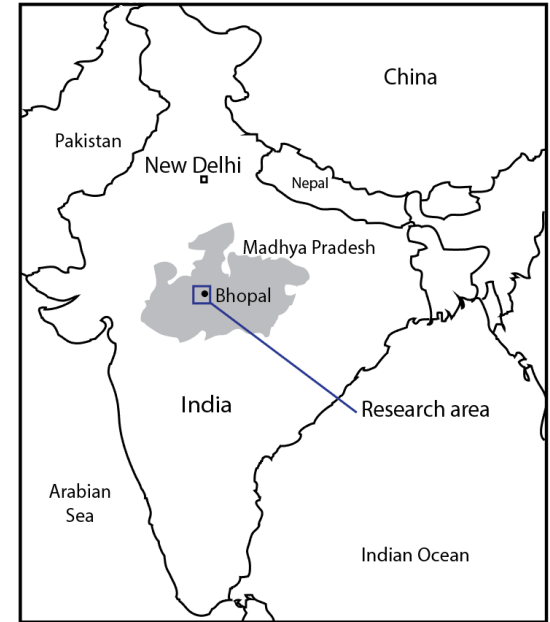 China
Pakistan
New Delhi
Nepal
Madhya Pradesh
Bhopal
India
Research area
Arabian
Sea
Indian Ocean